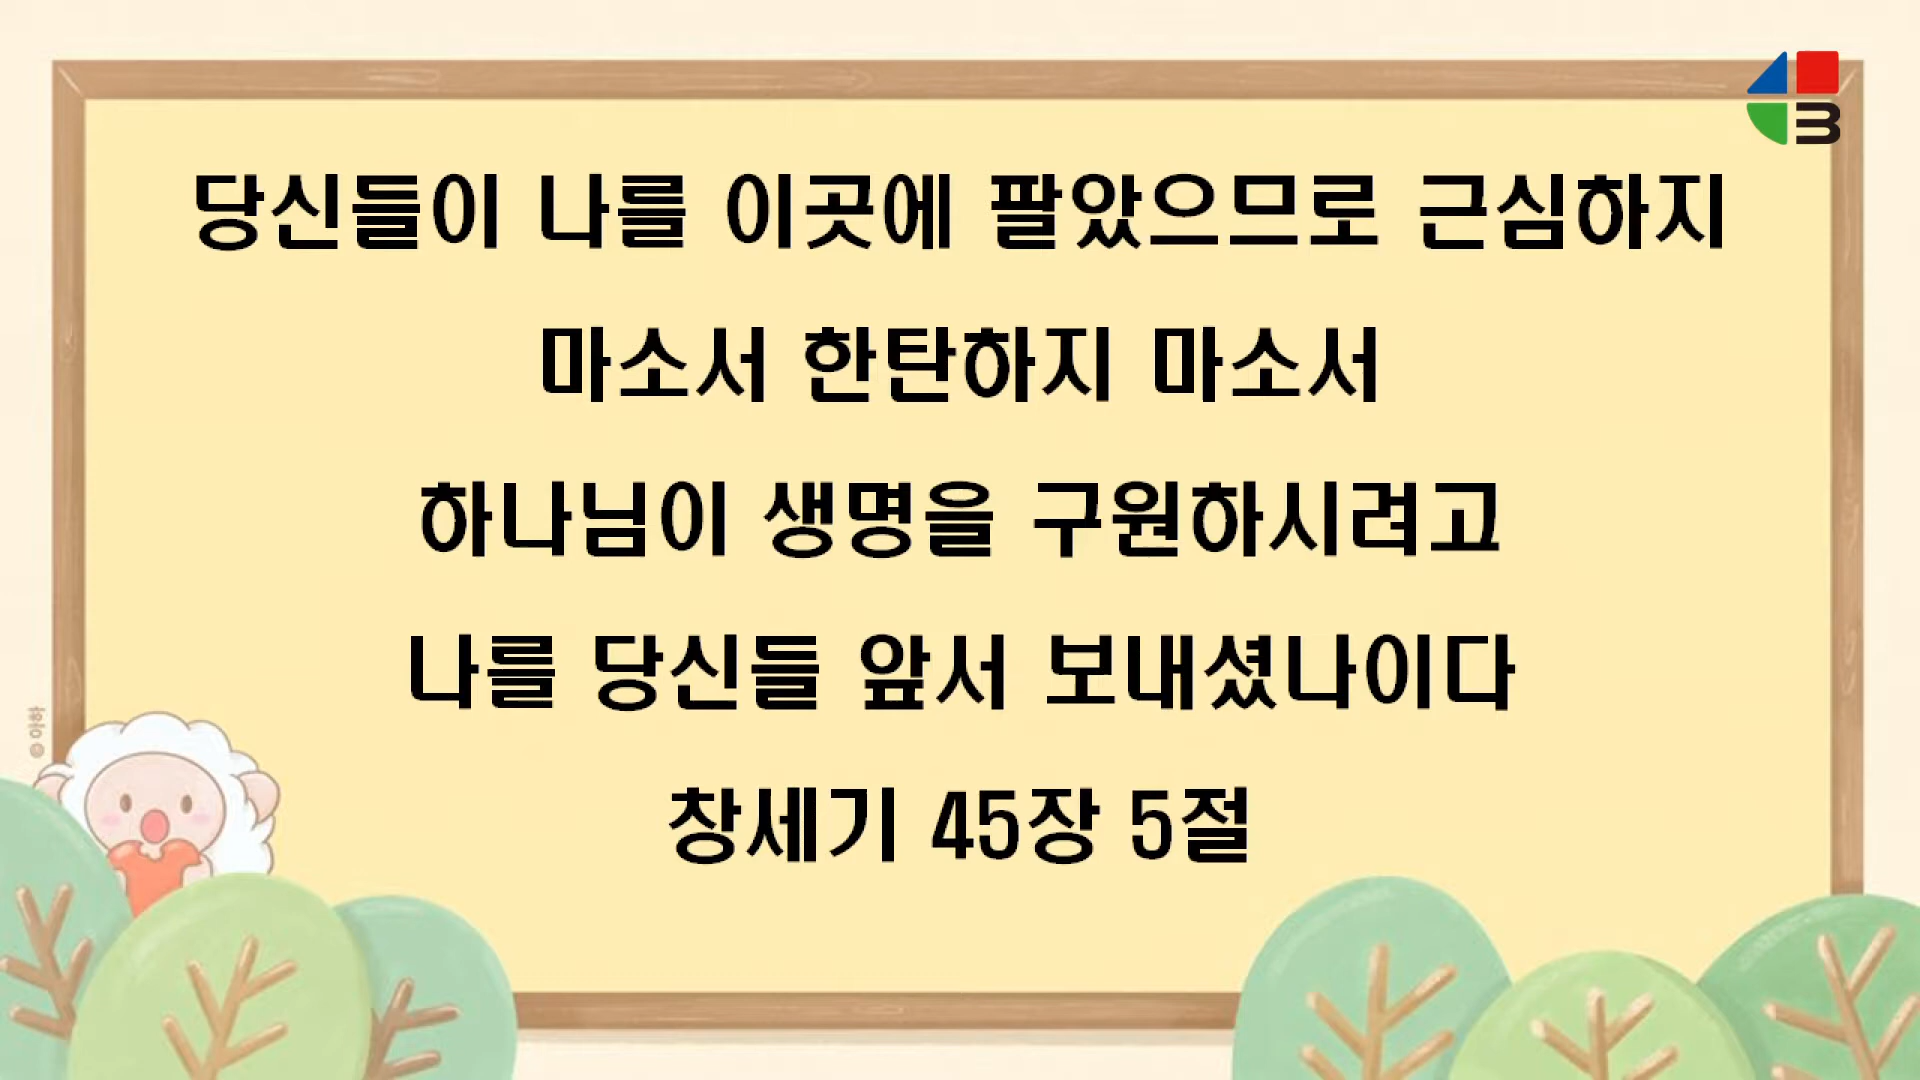 당신들이 나를 이곳에 팔았으므로 근심하지
마소서 한탄하지 마소서
하나님이 생명을 구원하시려고
나를 당신들 앞서 보내셨나이다
창세기 45장 5절
©아하
43